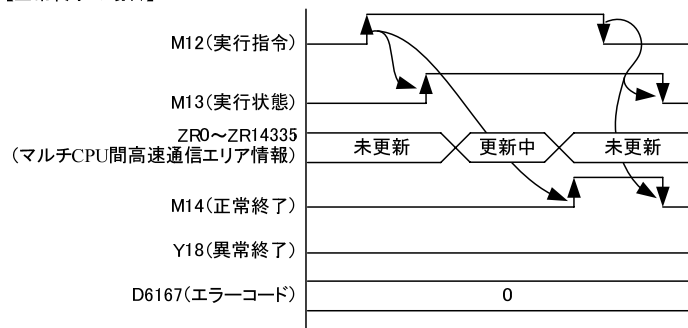 M12(実行指令)
M13(実行状態)
ZR0～ZR14335
(マルチCPU間高速通信エリア情報)
未更新 更新中 未更新
M14(正常終了)
Y18(異常終了)
D6167(エラーコード)
0